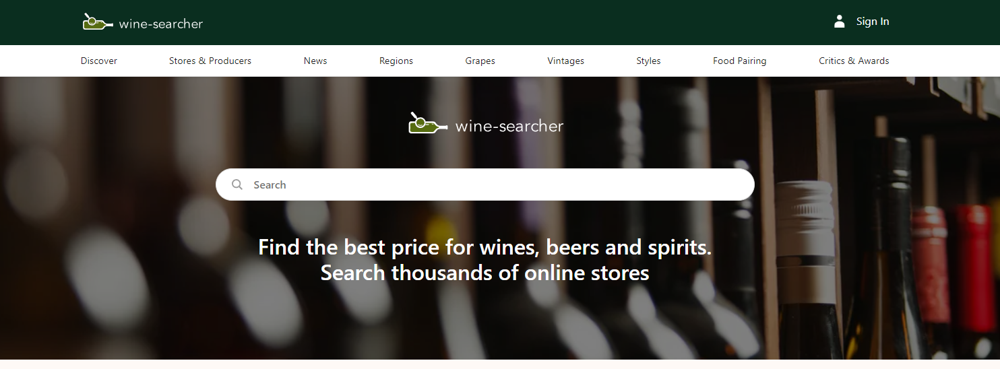 wine-searcher
Sign In
Discover
Stores & Producers
News
Regions
Grapes
Vintages
Styles
Food Pairing
Critics & Awards
wine-searcher
Search
Find the best price for wines, beers and spirits.
Search thousands of online stores